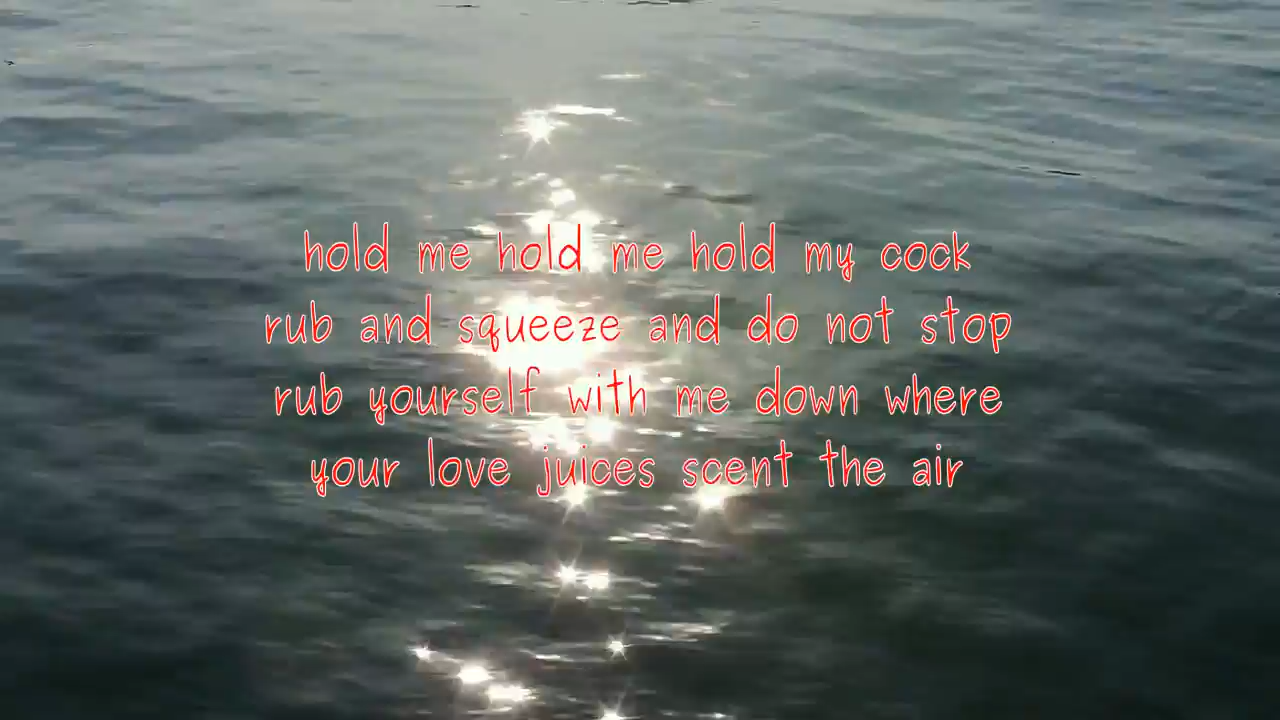 hold me hold me hold my cock
rub and squeeze and do not stop
rub yourself with me down where
your love juices scent the air